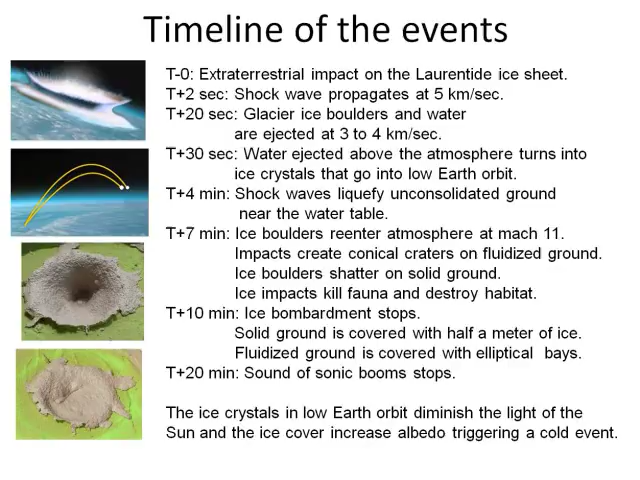 Timeline of the events
T-0: Extraterrestrial impact on the Laurentide ice sheet.
T+2 sec: Shock wave propagates at 5 km/sec.
T+20 sec: Glacier ice boulders and water
are ejected at 3 to 4 km/sec.
T+30 sec: Water ejected above the atmosphere turns into
ice crystals that go into low Earth orbit.
T+4 min: Shock waves liquefy unconsolidated ground
near the water table.
T+7 min: Ice boulders reenter atmosphere at mach 11.
Impacts create conical craters on fluidized ground.
Ice boulders shatter on solid ground.
Ice impacts kill fauna and destroy habitat.
T+10 min: Ice bombardment stops.
Solid ground is covered with half a meter of ice.
Fluidized ground is covered with elliptical bays.
T+20 min: Sound of sonic booms stops.
The ice crystals in low Earth orbit diminish the light of the
Sun and the ice cover increase albedo triggering a cold event.